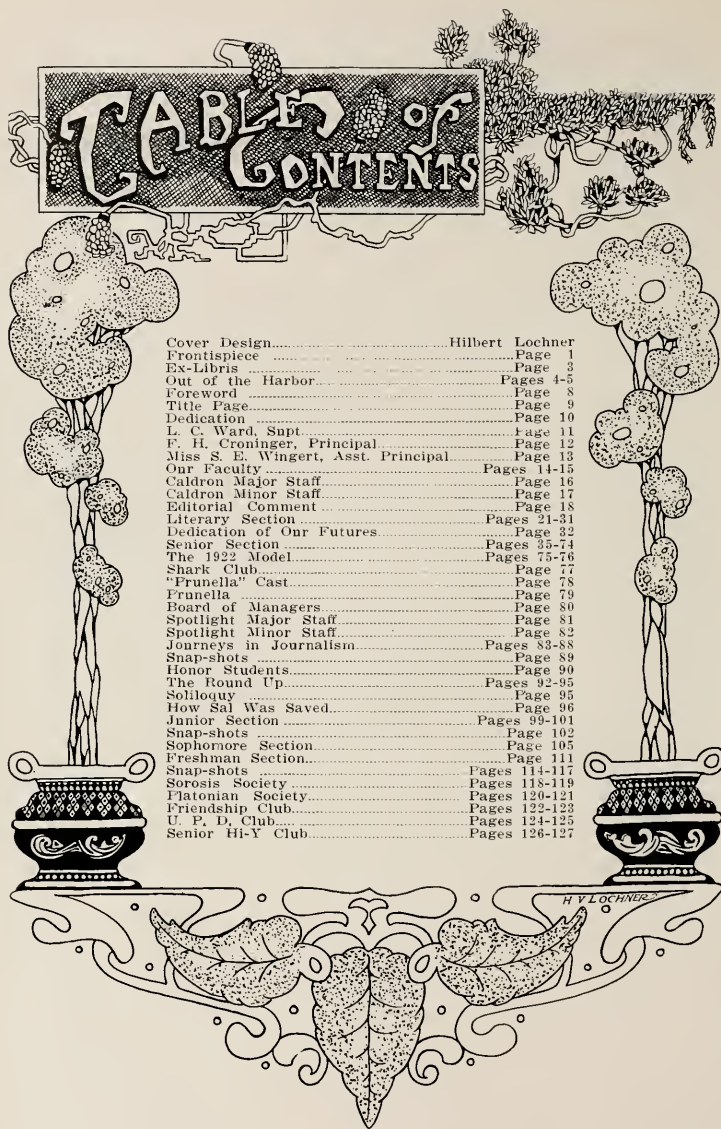 TABLE OF
CONTENTS
Cover Design Hilbert Lochner
Frontispiece Page 1
Ex-Libris Page 3
Out of the Harbor Pages 4-5
Foreword Page 8
Title Page Page 9
Dedication Page 10
L. C. Ward, Supt. Page 11
F. H. Croninger, Principal Page 12
Miss S. E. Wingert, Asst. Principal Page 13
Our Faculty Pages 14-15
Caldron Major Staff Page 16
Caldron Minor Staff Page 17
Editorial Comment Page 18
Literary Section Pages 21-31
Dedication of Our Futures Page 32
Senior Section Pages 35-74
The 1922 Model Pages 75-76
Shark Club Page 77
"Prunella" Cast Page 78
Prunella Page 79
Board of Managers Page 80
Spotlight Major Staff Page 81
Spotlight Minor Staff Page 82
Journeys in Journalism Pages 83-88
Snap-shots Page 89
Honor Students Page 90
The Round Up Pages 92-95
Soliloquy Page 95
How Sal Was Saved Page 96
Junior Section Pages 99-101
Snap-shots Page 102
Sophomore Section Page 105
Freshman Section Page 111
Snap-shots Pages 114-117
Sorosis Society Pages 118-119
Platonian Society Pages 120-121
Friendship Club Pages 122-123
U. P. D. Club Pages 124-125
Senior Hi-Y Club Pages 126-127
H V LOCHNER